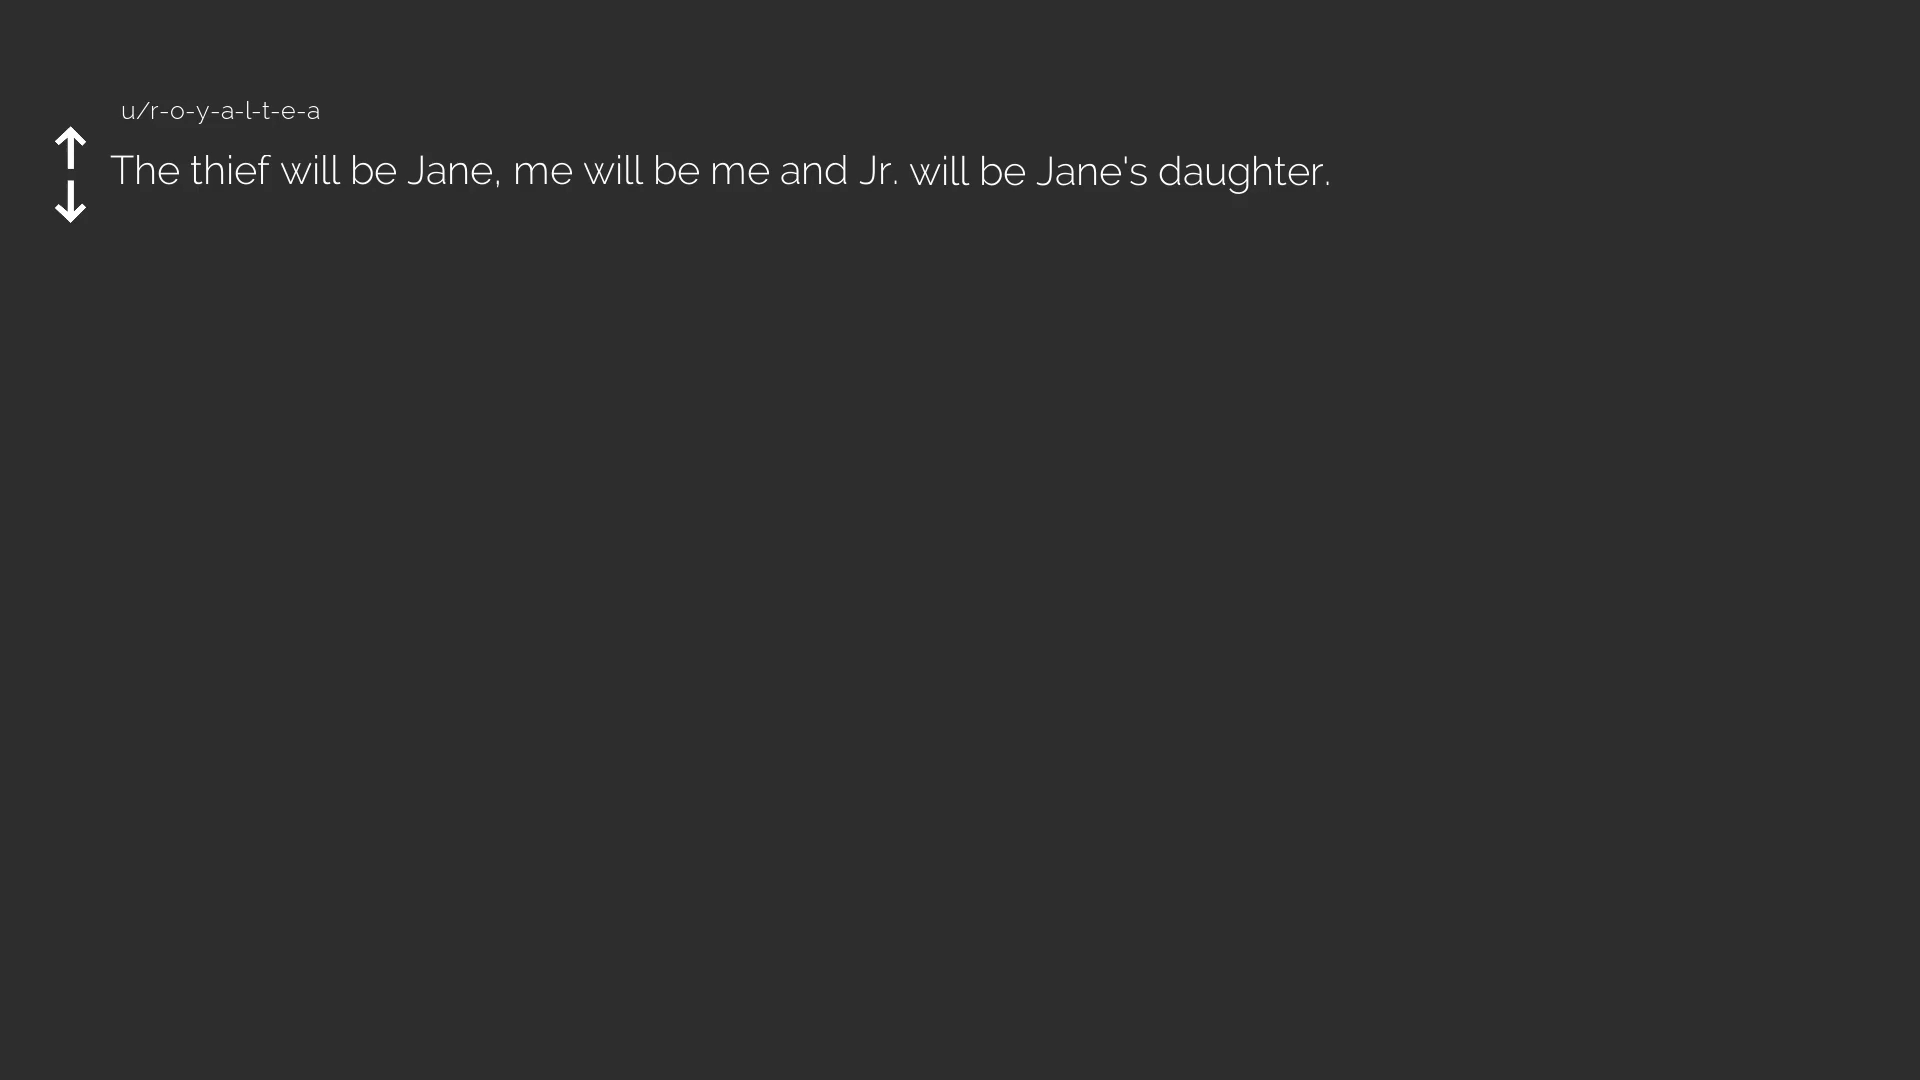 u/r-o-y-a-l-t-e-a
The thief will be Jane, me will be me and Jr. will be Jane's daughter.